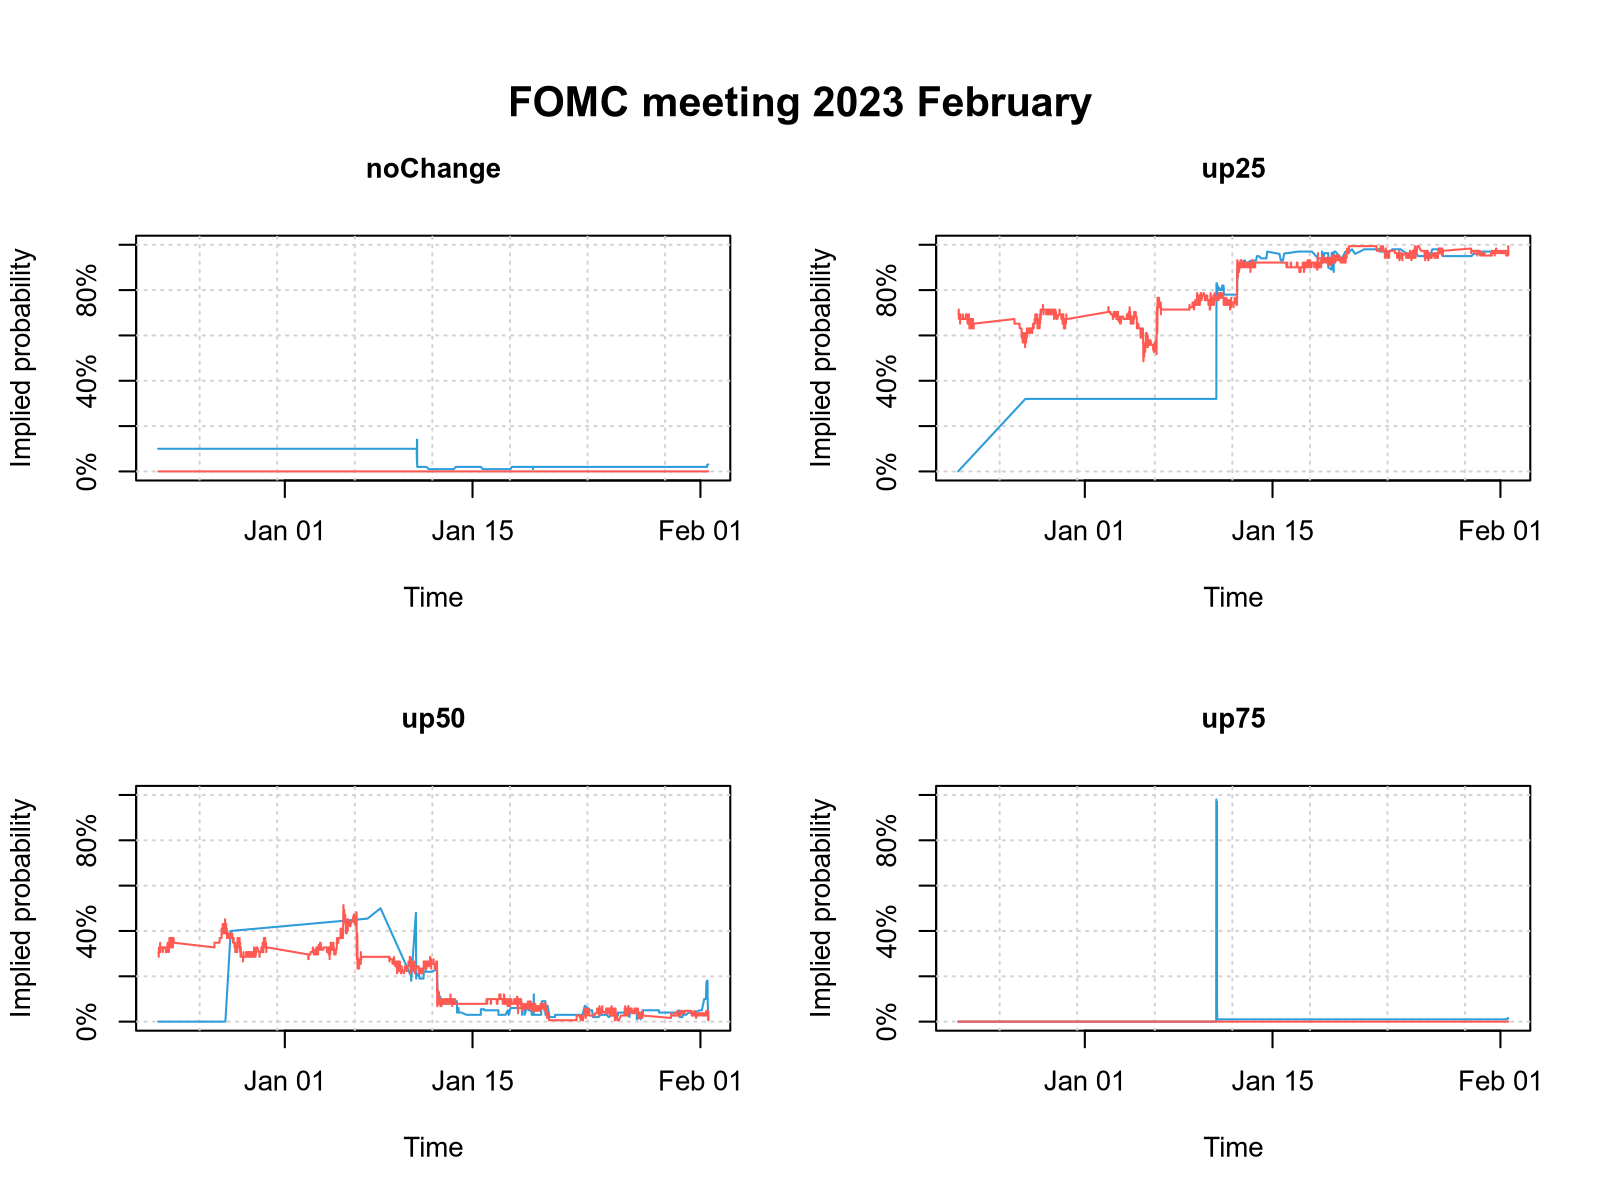 FOMC meeting 2023 February
noChange
Implied probability
0% 40% 80%
Jan 01 Jan 15 Feb 01
Time
up25
Implied probability
0% 40% 80%
Jan 01 Jan 15 Feb 01
Time
up50
Implied probability
0% 40% 80%
Jan 01 Jan 15 Feb 01
Time
up75
Implied probability
0% 40% 80%
Jan 01 Jan 15 Feb 01
Time